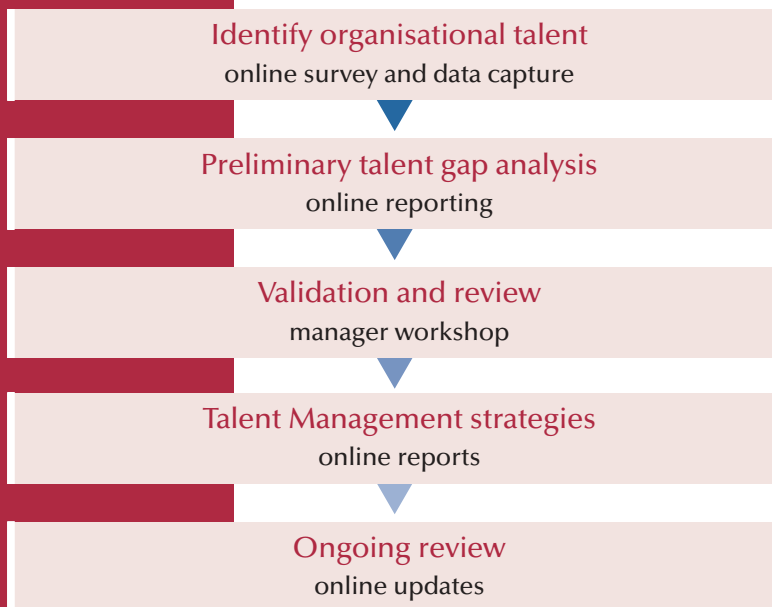 Identify organisational talent
online survey and data capture
Preliminary talent gap analysis
online reporting
Validation and review
manager workshop
Talent Management strategies
online reports
Ongoing review
online updates